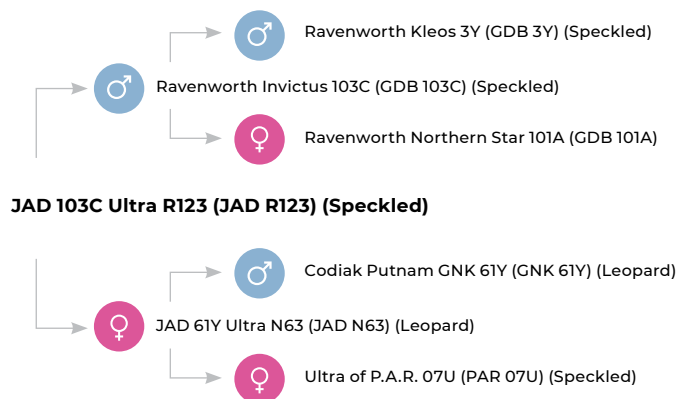 Ravenworth Kleos 3Y (GDB 3Y) (Speckled)
Ravenworth Invictus 103C (GDB 103C) (Speckled)
Ravenworth Northern Star 101A (GDB 101A)
JAD 103C Ultra R123 (JAD R123) (Speckled)
Codiak Putnam GNK 61Y (GNK 61Y) (Leopard)
JAD 61Y Ultra N63 (JAD N63) (Leopard)
Ultra of P.A.R. 07U (PAR 07U) (Speckled)